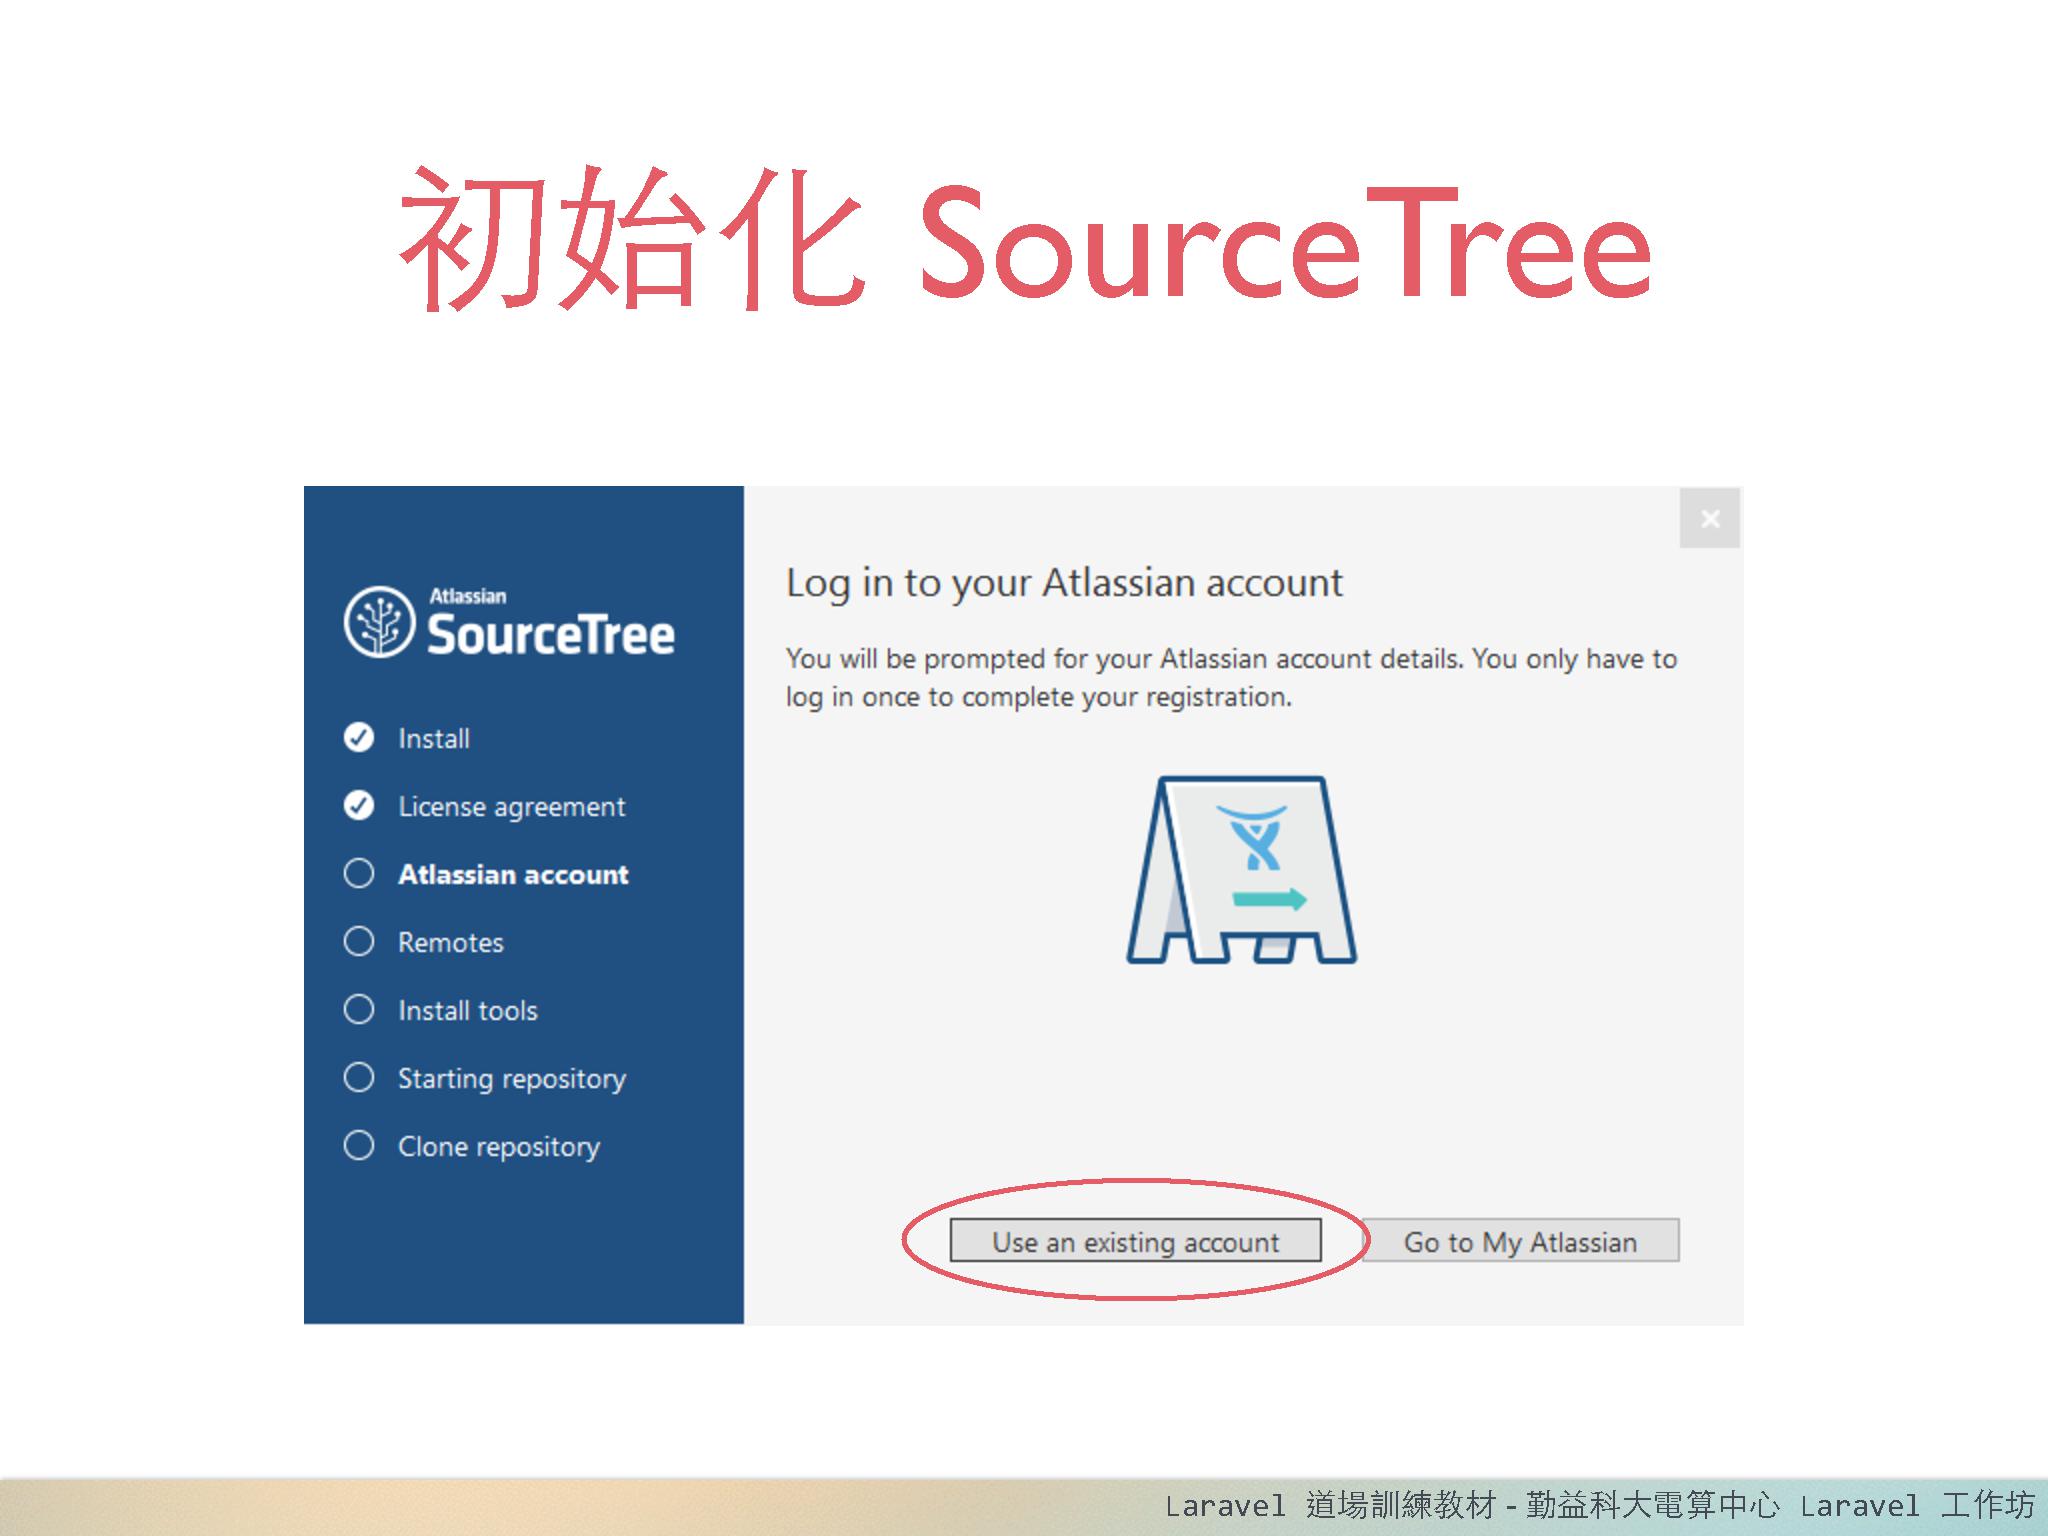 初始化 SourceTree
Atlassian
SourceTree
Install
License agreement
Atlassian account
Remotes
Install tools
Starting repository
Clone repository
Log in to your Atlassian account
You will be prompted for your Atlassian account details. You only have to
log in once to complete your registration.
Use an existing account
Go to My Atlassian
Laravel 道場訓練教材 - 勤益科大電算中心 Laravel 工作坊